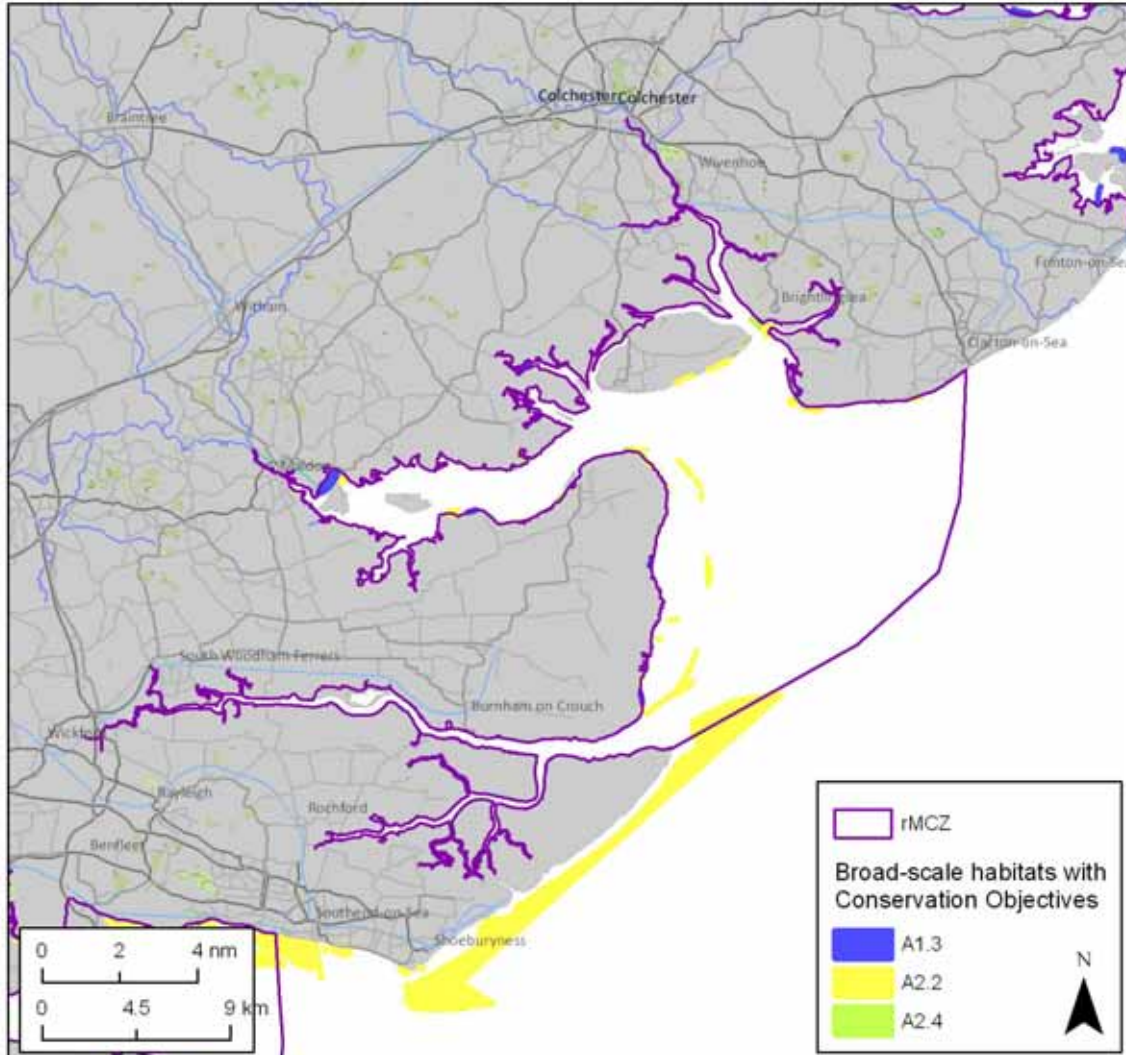 ColchesterColchester
Braintree
Wivenhoe
Frinton-on-Sea
Witham
Brightlingsea
Clacton-on-Sea
Maldon
South Woodham Ferrers
Burnham on Crouch
Wickford
Rayleigh
Rochford
Benfleet
Southend-on-Sea
Shoeburyness
0 2 4 nm
0 4.5 9 km
rMCZ
Broad-scale habitats with
Conservation Objectives
A1.3
A2.2
A2.4
N